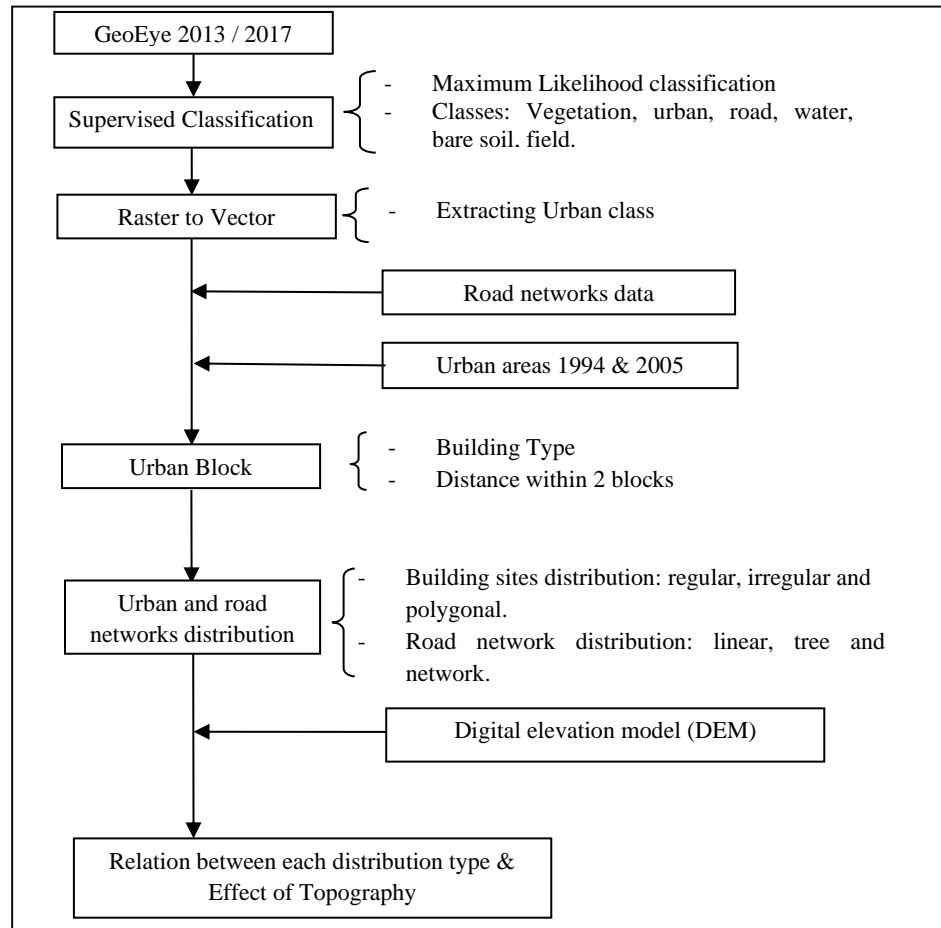 GeoEye 2013 / 2017
- Maximum Likelihood classification
- Classes: Vegetation, urban, road, water,
bare soil, field.
Supervised Classification
Raster to Vector
- Extracting Urban class
Road networks data
Urban areas 1994 & 2005
Urban Block
- Building Type
- Distance within 2 blocks
Urban and road
networks distribution
- Building sites distribution: regular, irregular and
polygonal.
- Road network distribution: linear, tree and
network.
Digital elevation model (DEM)
Relation between each distribution type &
Effect of Topography